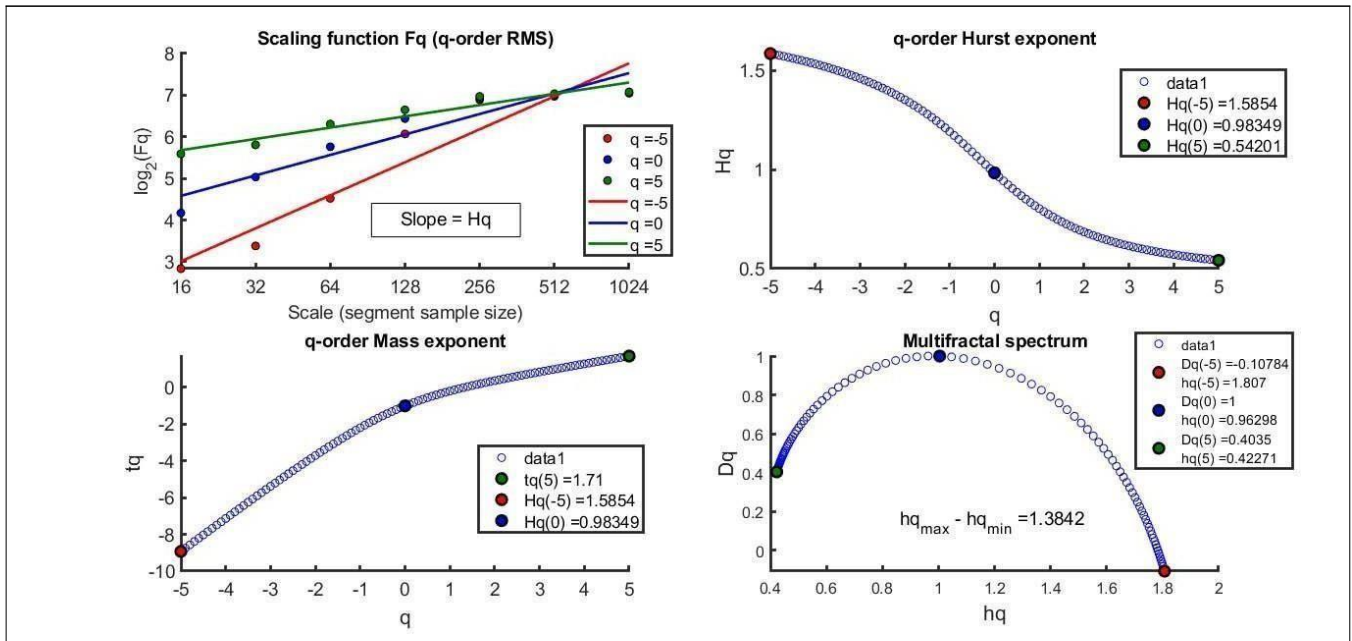 Scaling function Fq (q-order RMS)
8
7
6
5
4
3
log2(Fq)
16 32 64 128 256 512 1024
Scale (segment sample size)
Slope = Hq
q =-5
q =0
q =5
q =-5
q =0
q =5
q-order Hurst exponent
1.5
1
0.5
Hq
-5 -4 -3 -2 -1 0 1 2 3 4 5
q
data1
Hq(-5) =1.5854
Hq(0) =0.98349
Hq(5) =0.54201
q-order Mass exponent
0
-2
-4
-6
-8
-10
tq
-5 -4 -3 -2 -1 0 1 2 3 4 5
q
data1
tq(5) =1.71
Hq(-5) =1.5854
Hq(0) =0.98349
Multifractal spectrum
1
0.8
0.6
0.4
0.2
0
Dq
0.4 0.6 0.8 1 1.2 1.4 1.6 1.8 2
hq
hqmax - hqmin =1.3842
data1
Dq(-5) =-0.10784
hq(-5) =1.807
Dq(0) =1
hq(0) =0.96298
Dq(5) =0.4035
hq(5) =0.42271